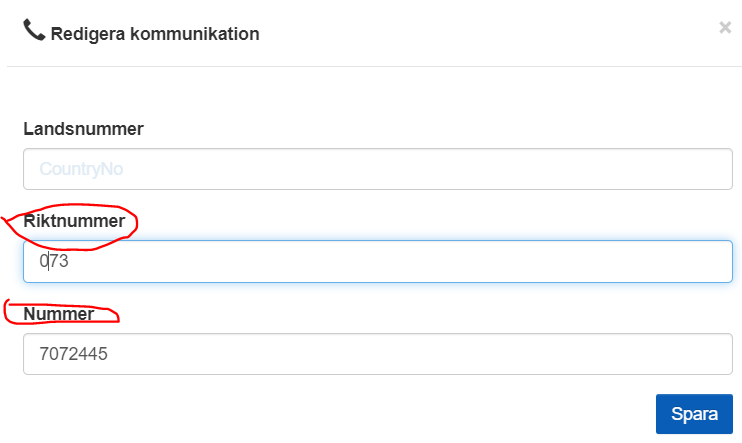 Redigera kommunikation
×
Landsnummer
CountryNo
Riktnummer
073
Nummer
7072445
Spara